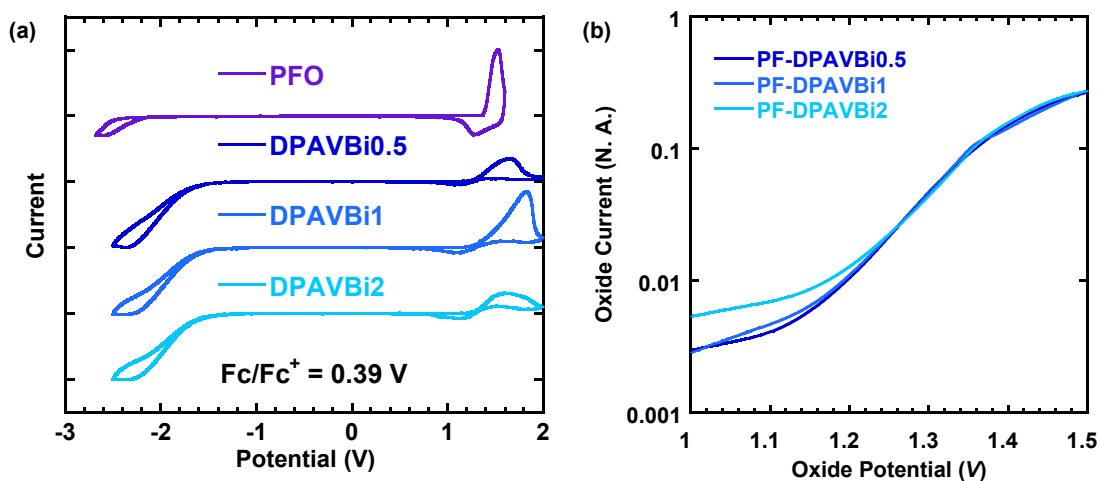 (a)
PFO
DPAVBi0.5
DPAVBi1
DPAVBi2
Fc/Fc+ = 0.39 V
Current
-3
-2
-1
0
1
2
Potential (V)
(b)
PF-DPAVBi0.5
PF-DPAVBi1
PF-DPAVBi2
Oxide Current (N. A.)
1
0.1
0.01
0.001
1
1.1
1.2
1.3
1.4
1.5
Oxide Potential (V)